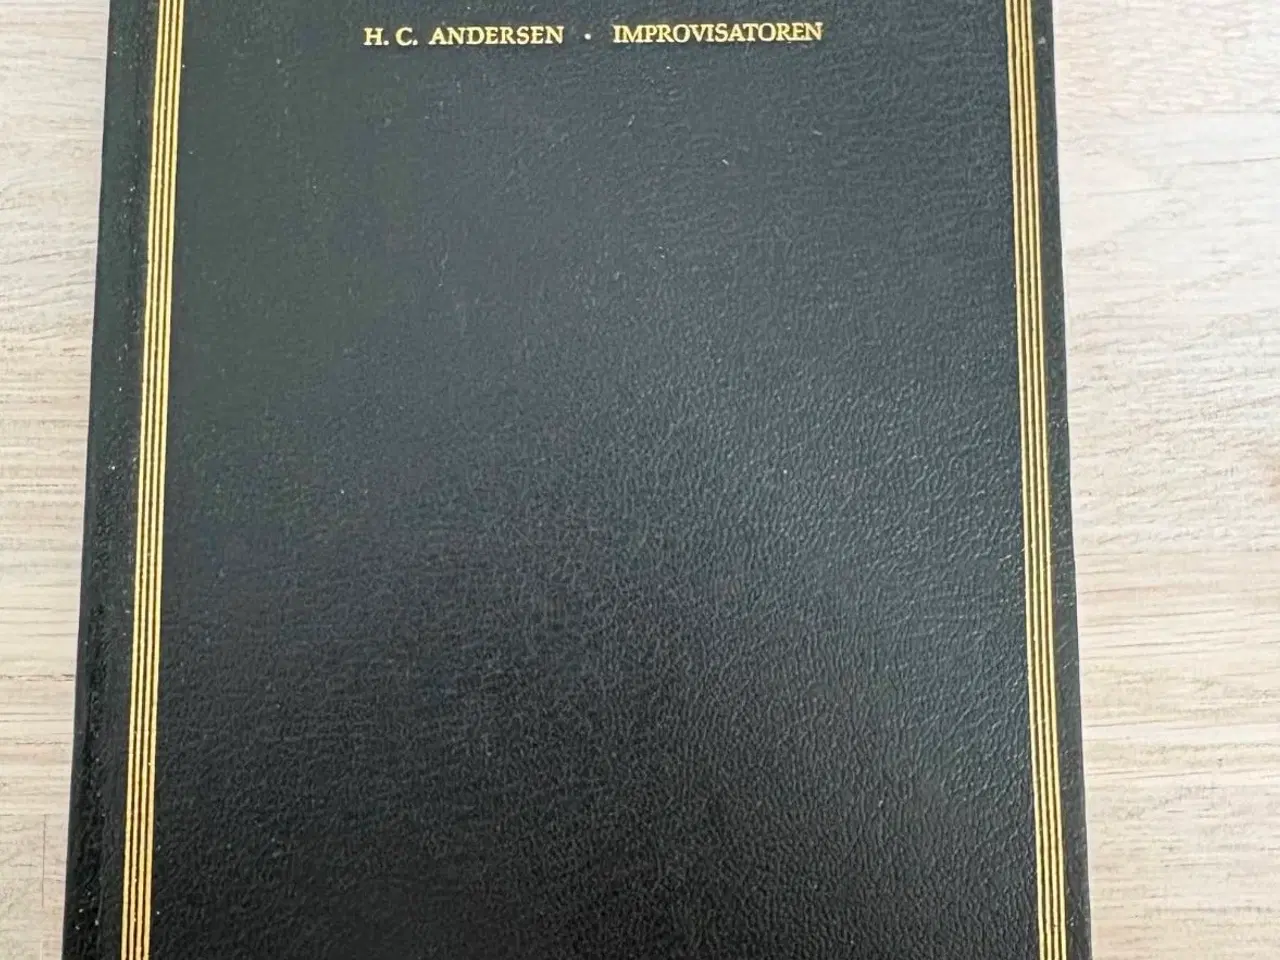 H. C. ANDERSEN · IMPROVISATOREN